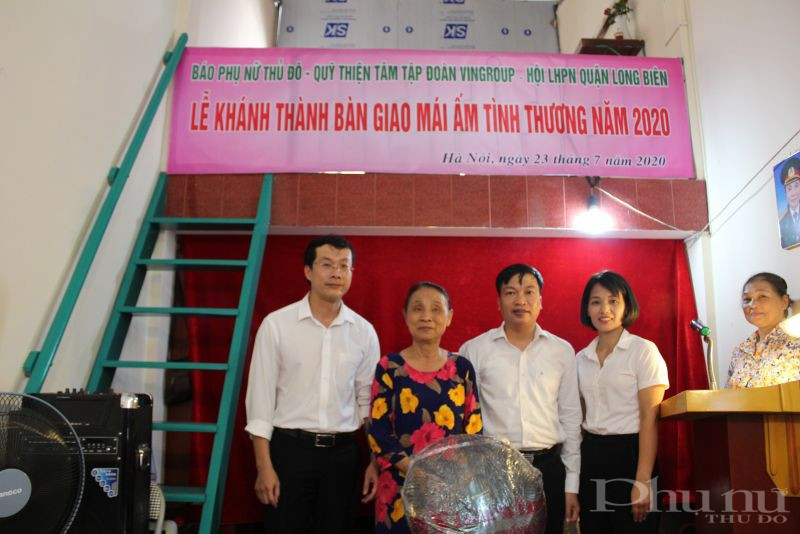 SK
SK
BÁO PHỤ NỮ THỦ ĐÔ - QUỸ THIỆN TÂM TẬP ĐOÀN VINGROUP - HỘI LHPN QUẬN LONG BIÊN
LỄ KHÁNH THÀNH BÀN GIAO MÁI ẤM TÌNH THƯƠNG NĂM 2020
Hà Nội, ngày 23 tháng 7 năm 2020
Phụ nữ
THỦ ĐÔ